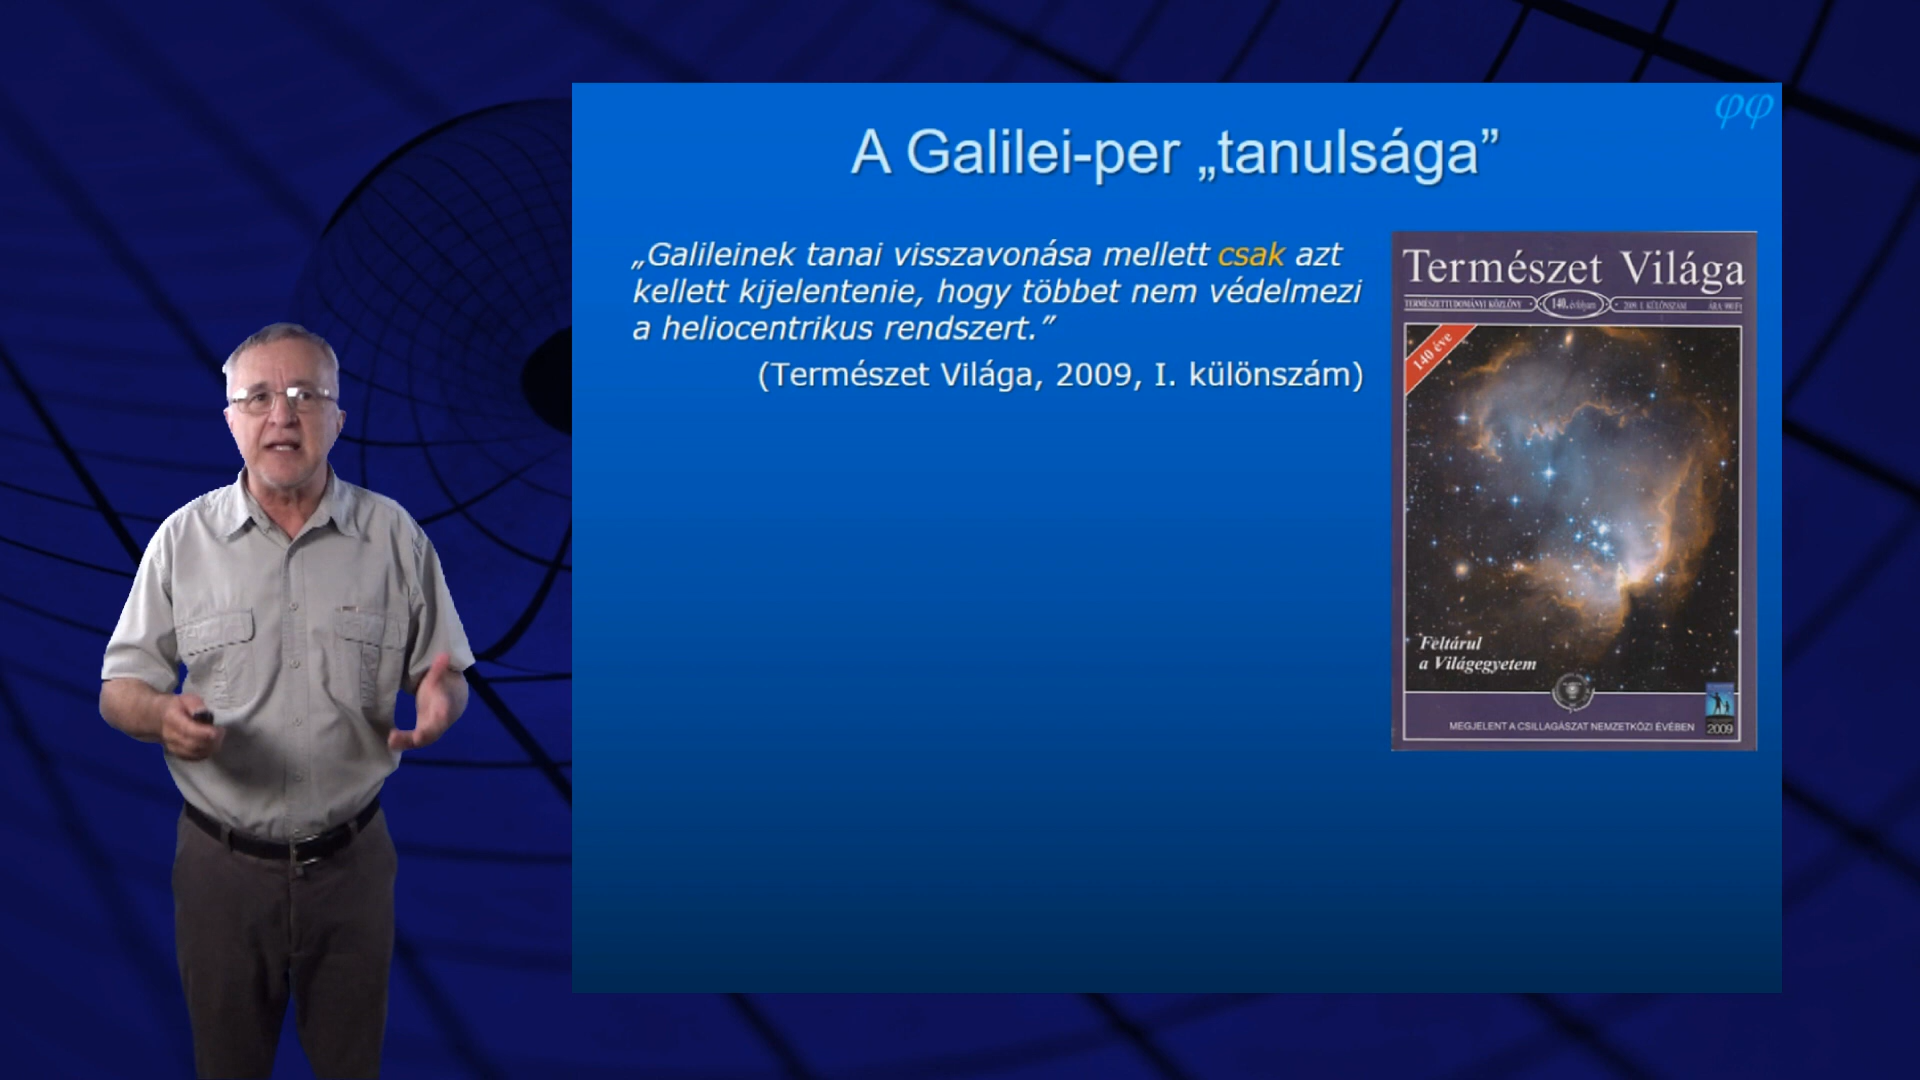 φφ
A Galilei-per „tanulsága”
„Galileinek tanai visszavonása mellett csak azt
kellett kijelentenie, hogy többet nem védelmezi
a heliocentrikus rendszert.”
(Természet Világa, 2009, I. különszám)
Természet Világa
TERMÉSZETTUDOMÁNYI KÖZLÖNY
140. évfolyam
2009. I. KÜLÖNSZÁM
ÁRA: 990 Ft
140 éve
Feltárul
a Világegyetem
MEGJELENT A CSILLAGÁSZAT NEMZETKÖZI ÉVÉBEN
2009